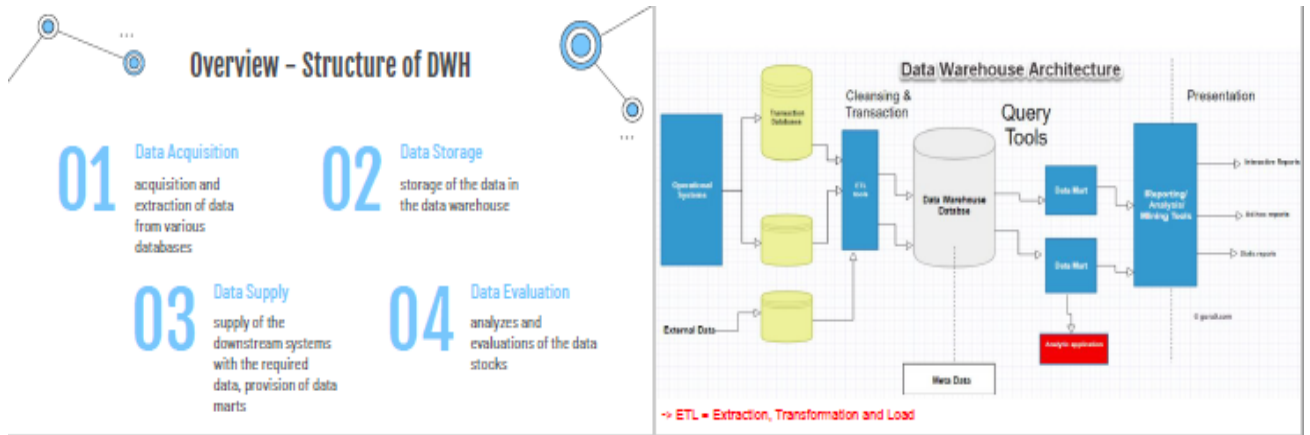 Overview – Structure of DWH
01
Data Acquisition
acquisition and
extraction of data
from various
databases
02
Data Storage
storage of the data in
the data warehouse
03
Data Supply
supply of the
downstream systems
with the required
data, provision of data
marts
04
Data Evaluation
analyzes and
evaluations of the data
stocks
Data Warehouse Architecture
Cleansing &
Transaction
Query
Tools
Presentation
Transaction
Databases
Operational
Systems
ETL
tools
Data Warehouse
Databse
Data Mart
Data Mart
Reporting/
Analysis/
Mining Tools
Interactive Reports
Ad hoc reports
Static reports
External Data
Analytic application
Meta Data
-> ETL = Extraction, Transformation and Load